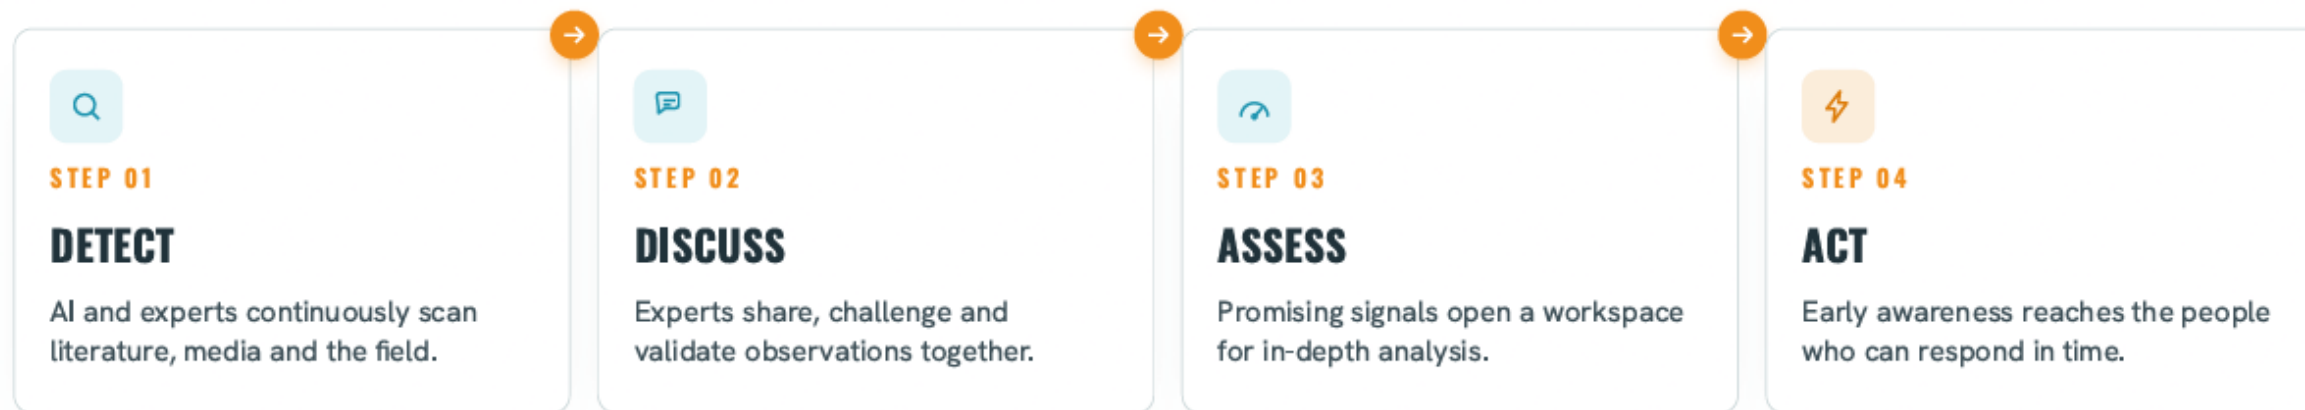 STEP 01
DETECT
AI and experts continuously scan
literature, media and the field.
STEP 02
DISCUSS
Experts share, challenge and
validate observations together.
STEP 03
ASSESS
Promising signals open a workspace
for in-depth analysis.
STEP 04
ACT
Early awareness reaches the people
who can respond in time.